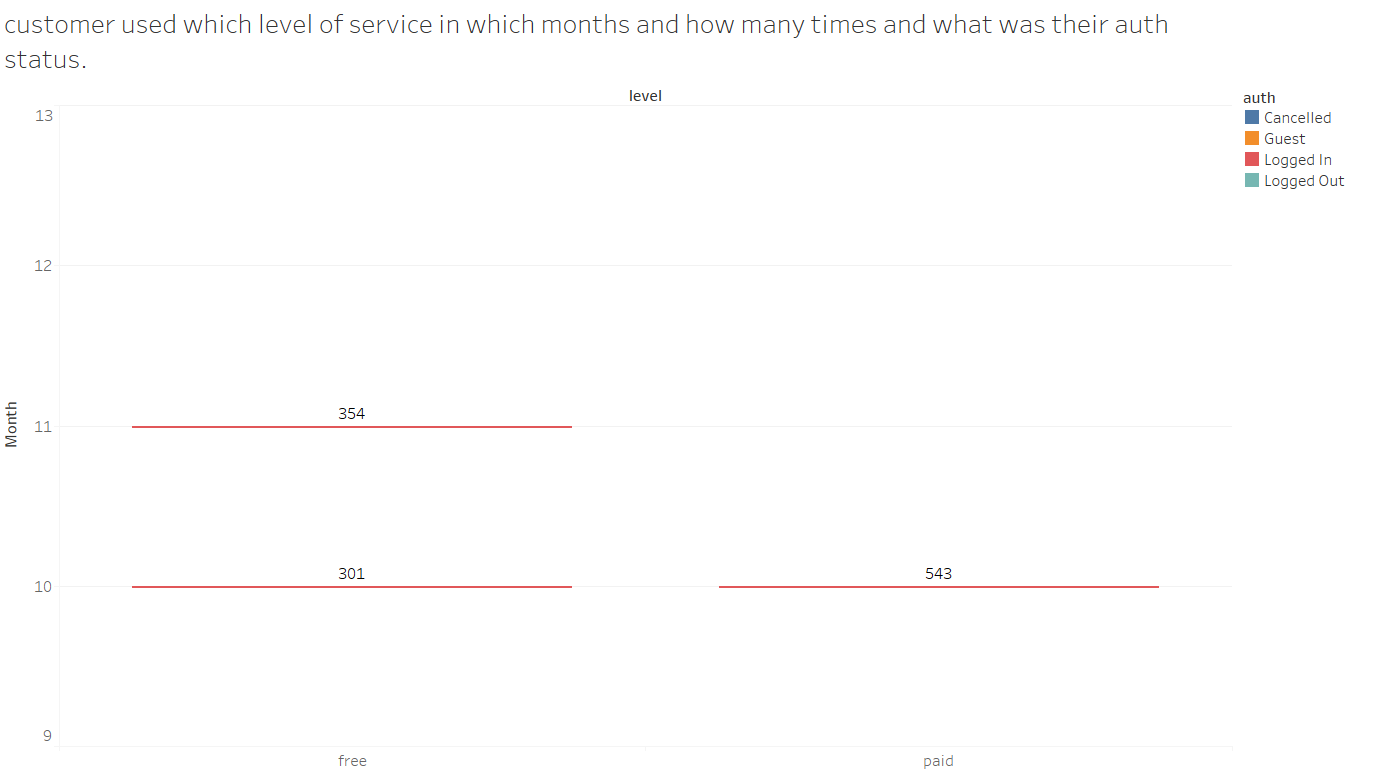 customer used which level of service in which months and how many times and what was their auth
status.
level
auth
Cancelled
Guest
Logged In
Logged Out
13
12
11
10
9
Month
354
301
543
free
paid